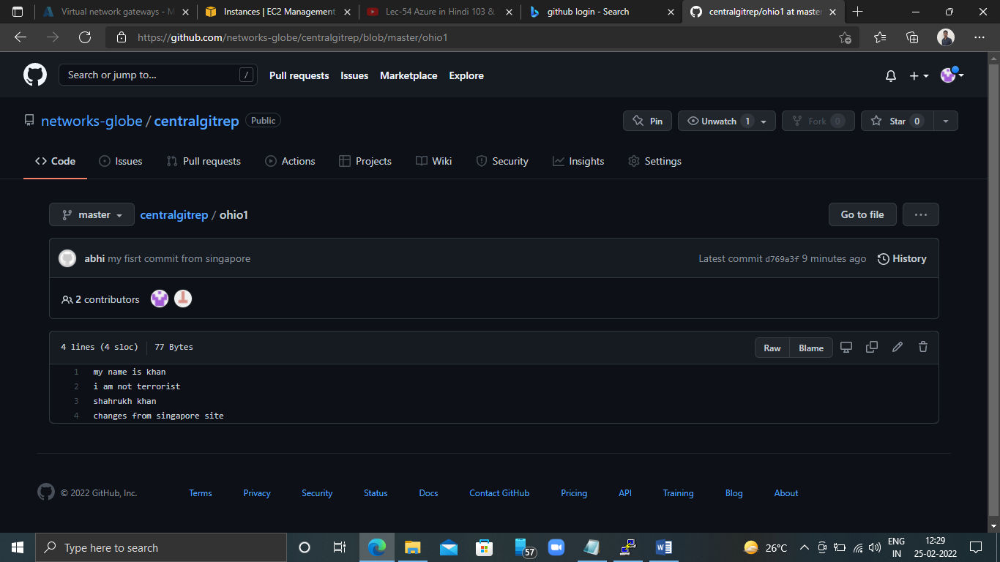 Virtual network gateways - M
Instances | EC2 Management
Lec-54 Azure in Hindi 103 &
github login - Search
centralgitrep/ohio1 at master
https://github.com/networks-globe/centralgitrep/blob/master/ohio1
Search or jump to... / Pull requests Issues Marketplace Explore
networks-globe / centralgitrep Public Pin Unwatch 1 Fork 0 Star 0
Code Issues Pull requests Actions Projects Wiki Security Insights Settings
master centralgitrep / ohio1 Go to file ...
abhi my fisrt commit from singapore Latest commit d769a3f 9 minutes ago History
2 contributors
4 lines (4 sloc) 77 Bytes Raw Blame
1 my name is khan
2 i am not terrorist
3 shahrukh khan
4 changes from singapore site
© 2022 GitHub, Inc. Terms Privacy Security Status Docs Contact GitHub Pricing API Training Blog About
Type here to search 57 26°C ENG 12:29
IN 25-02-2022